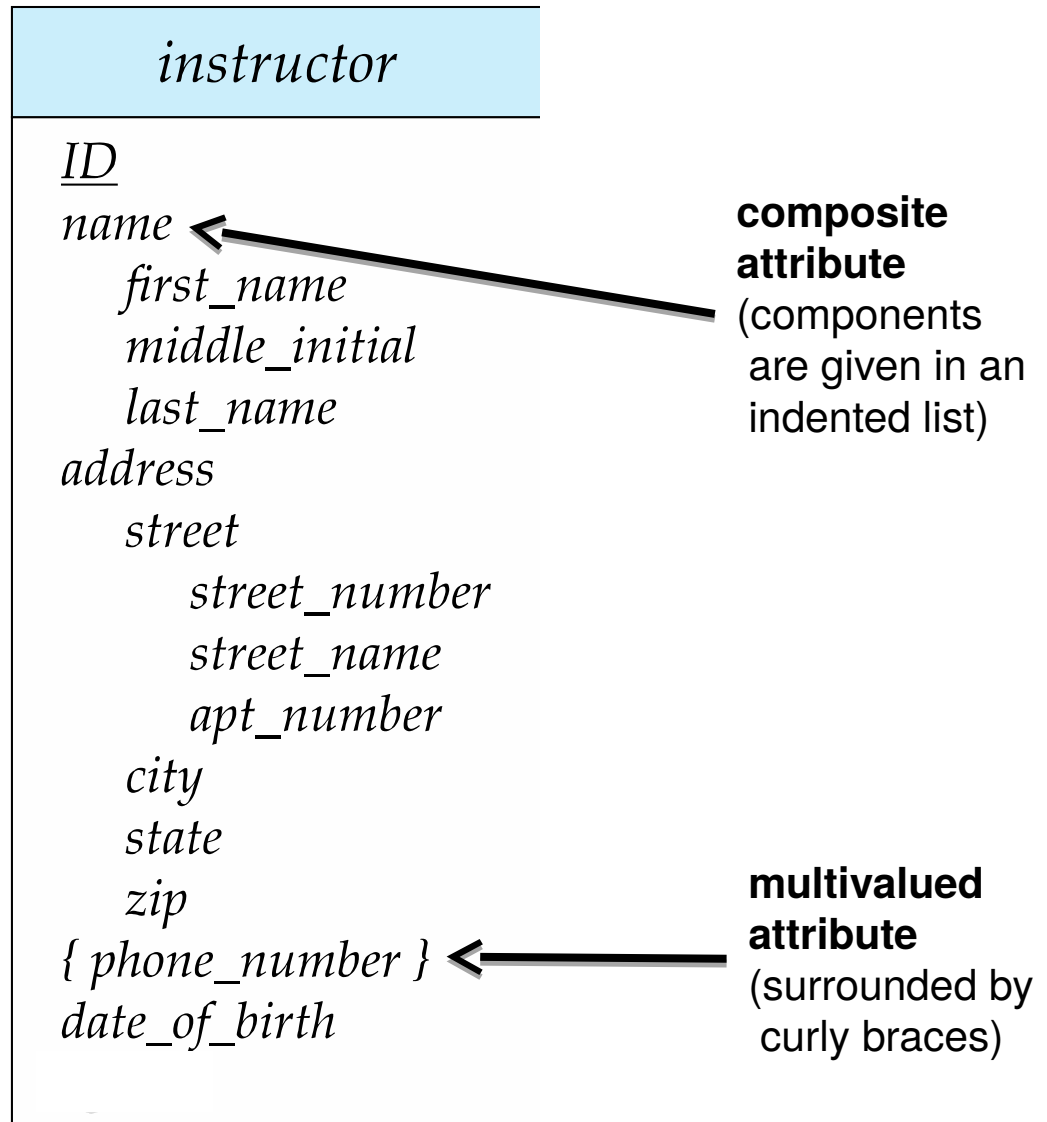 instructor
ID
name
first_name
middle_initial
last_name
address
street
street_number
street_name
apt_number
city
state
zip
{ phone_number }
date_of_birth
composite
attribute
(components
are given in an
indented list)
multivalued
attribute
(surrounded by
curly braces)